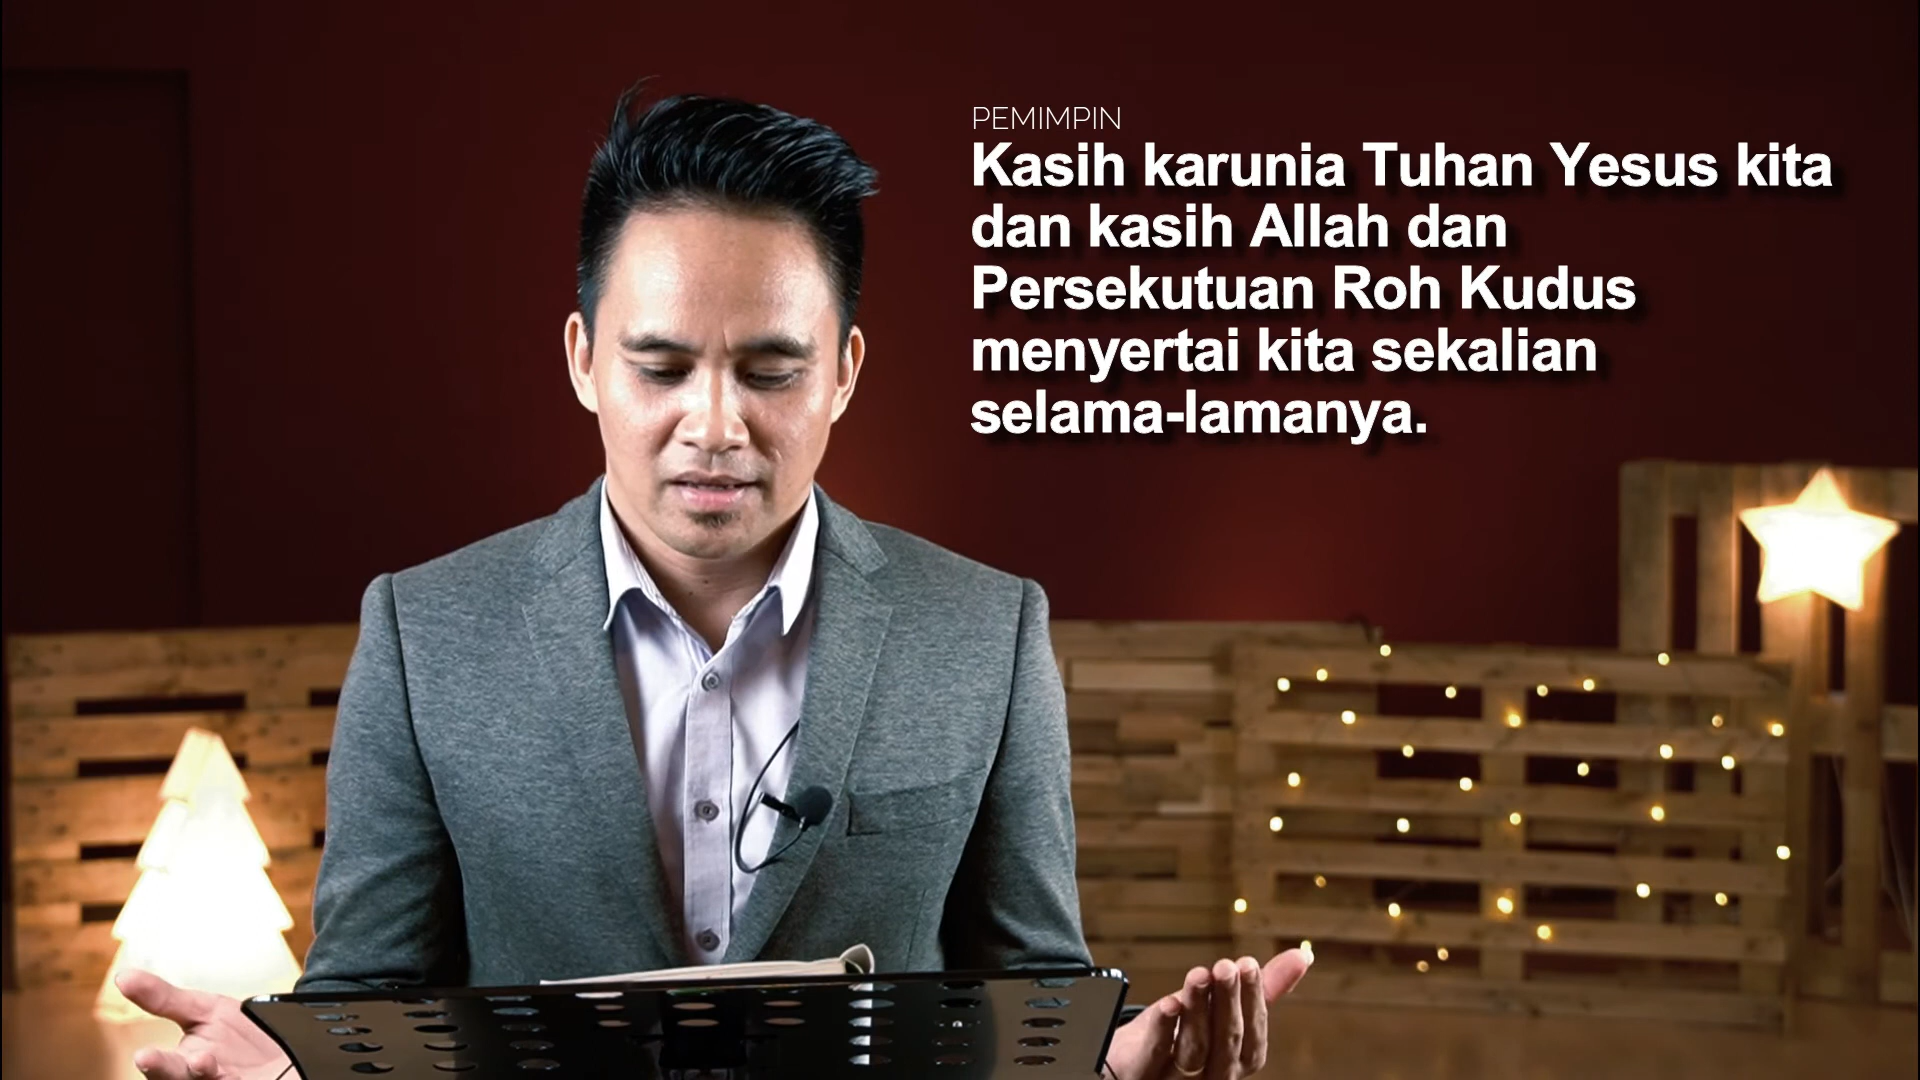 PEMIMPIN
Kasih karunia Tuhan Yesus kita
dan kasih Allah dan
Persekutuan Roh Kudus
menyertai kita sekalian
selama-lamanya.